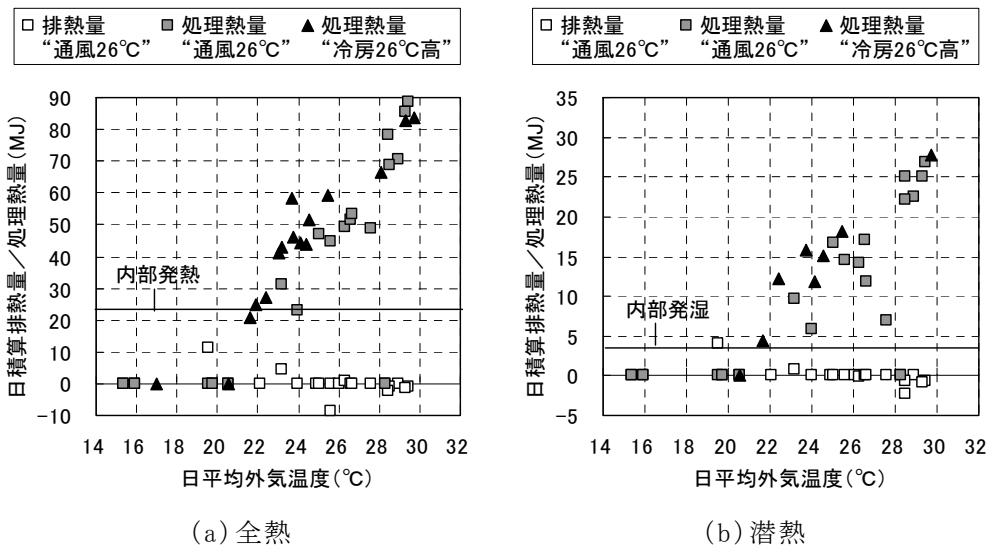 □ 排熱量 ■ 処理熱量 ▲ 処理熱量
“通風26℃” “通風26℃” “冷房26℃高”
日積算排熱量／処理熱量(MJ)
90
80
70
60
50
40
30
20
10
0
-10
内部発熱
14 16 18 20 22 24 26 28 30 32
日平均外気温度(℃)
(a)全熱
□ 排熱量 ■ 処理熱量 ▲ 処理熱量
“通風26℃” “通風26℃” “冷房26℃高”
日積算排熱量／処理熱量(MJ)
35
30
25
20
15
10
5
0
-5
内部発湿
14 16 18 20 22 24 26 28 30 32
日平均外気温度(℃)
(b)潜熱